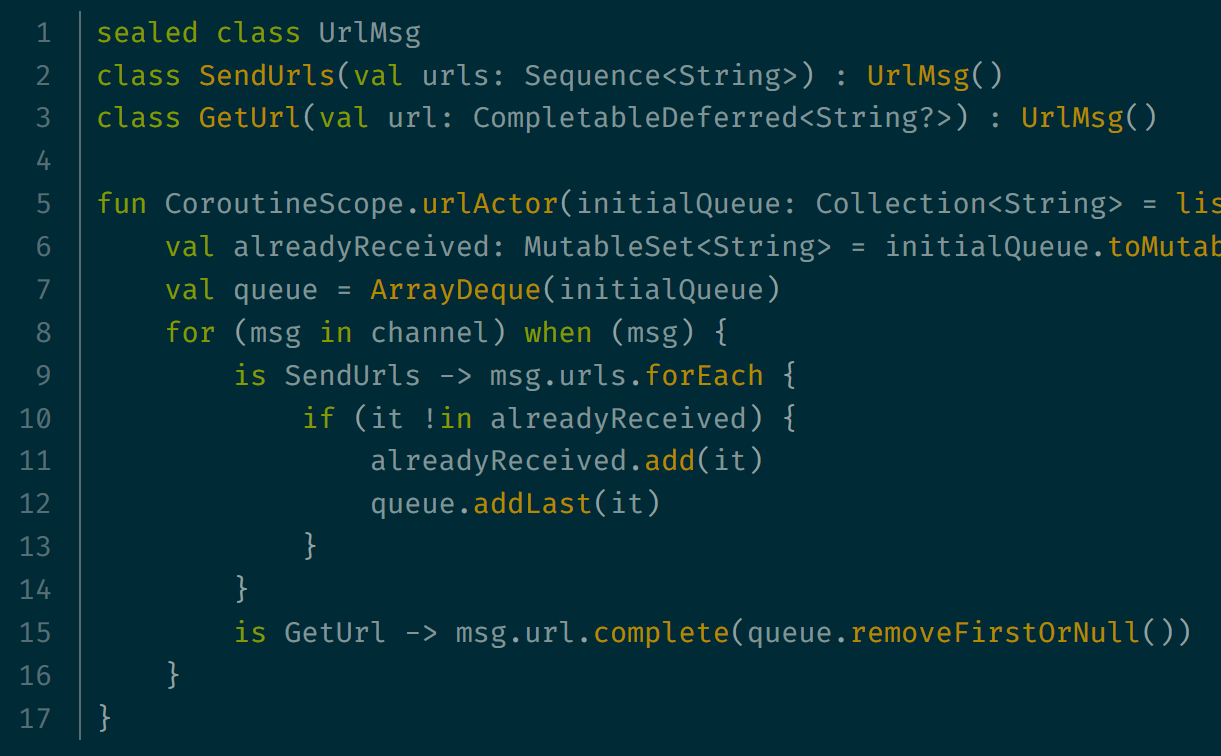 1 sealed class UrlMsg
2 class SendUrls(val urls: Sequence<String>) : UrlMsg()
3 class GetUrl(val url: CompletableDeferred<String?>) : UrlMsg()
4
5 fun CoroutineScope.urlActor(initialQueue: Collection<String> = lis
6     val alreadyReceived: MutableSet<String> = initialQueue.toMutab
7     val queue = ArrayDeque(initialQueue)
8     for (msg in channel) when (msg) {
9         is SendUrls -> msg.urls.forEach {
10             if (it !in alreadyReceived) {
11                 alreadyReceived.add(it)
12                 queue.addLast(it)
13             }
14         }
15         is GetUrl -> msg.url.complete(queue.removeFirstOrNull())
16     }
17 }